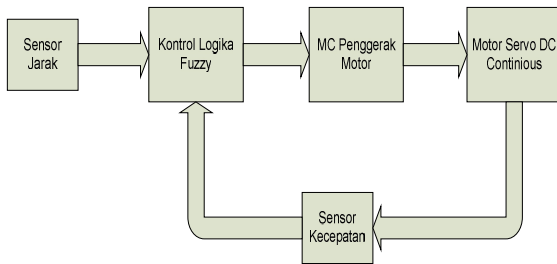 Sensor
Jarak
Kontrol Logika
Fuzzy
MC Penggerak
Motor
Motor Servo DC
Continious
Sensor
Kecepatan